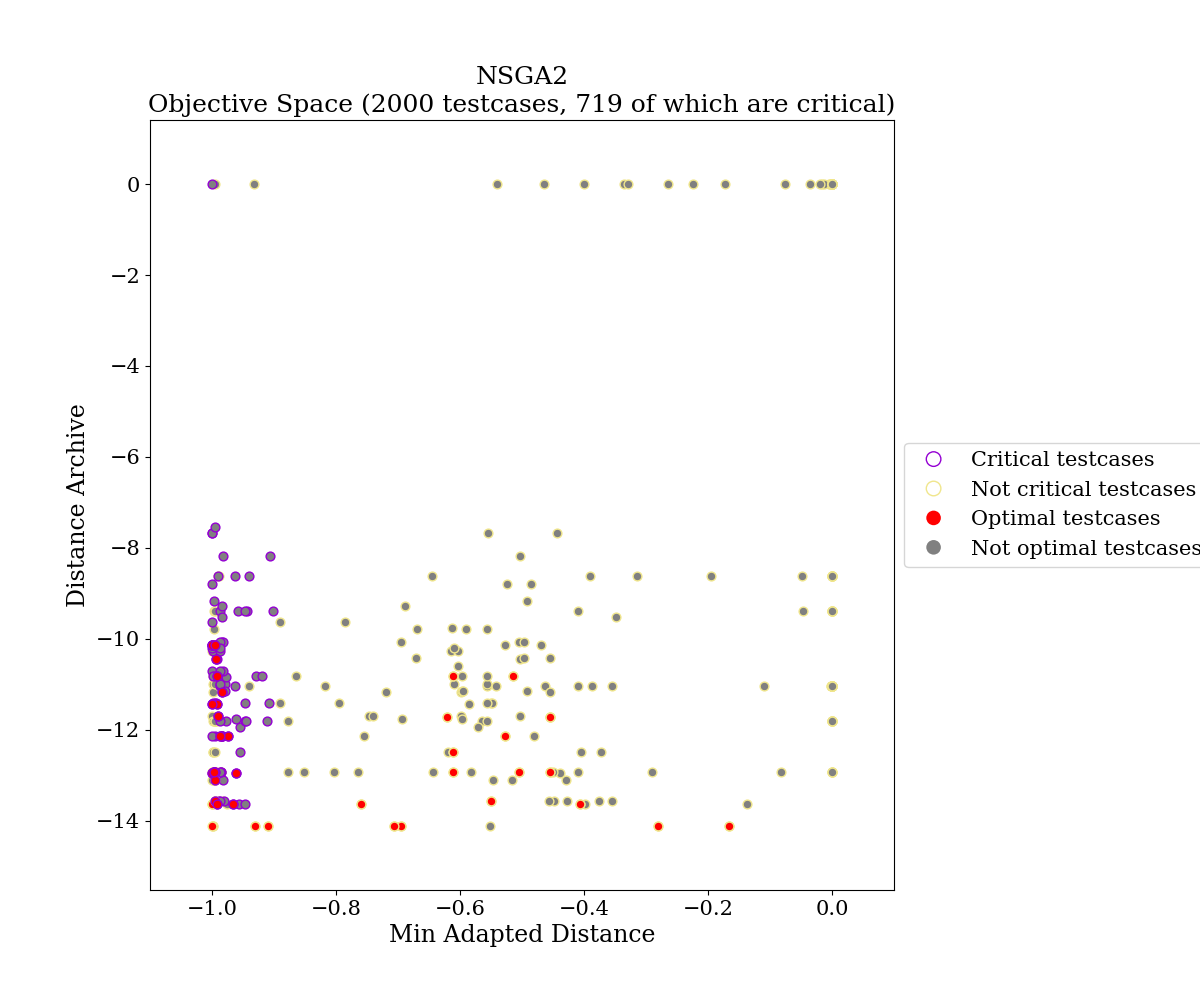 NSGA2
Objective Space (2000 testcases, 719 of which are critical)
Distance Archive
0
−2
−4
−6
−8
−10
−12
−14
−1.0
−0.8
−0.6
−0.4
−0.2
0.0
Min Adapted Distance
Critical testcases
Not critical testcases
Optimal testcases
Not optimal testcases